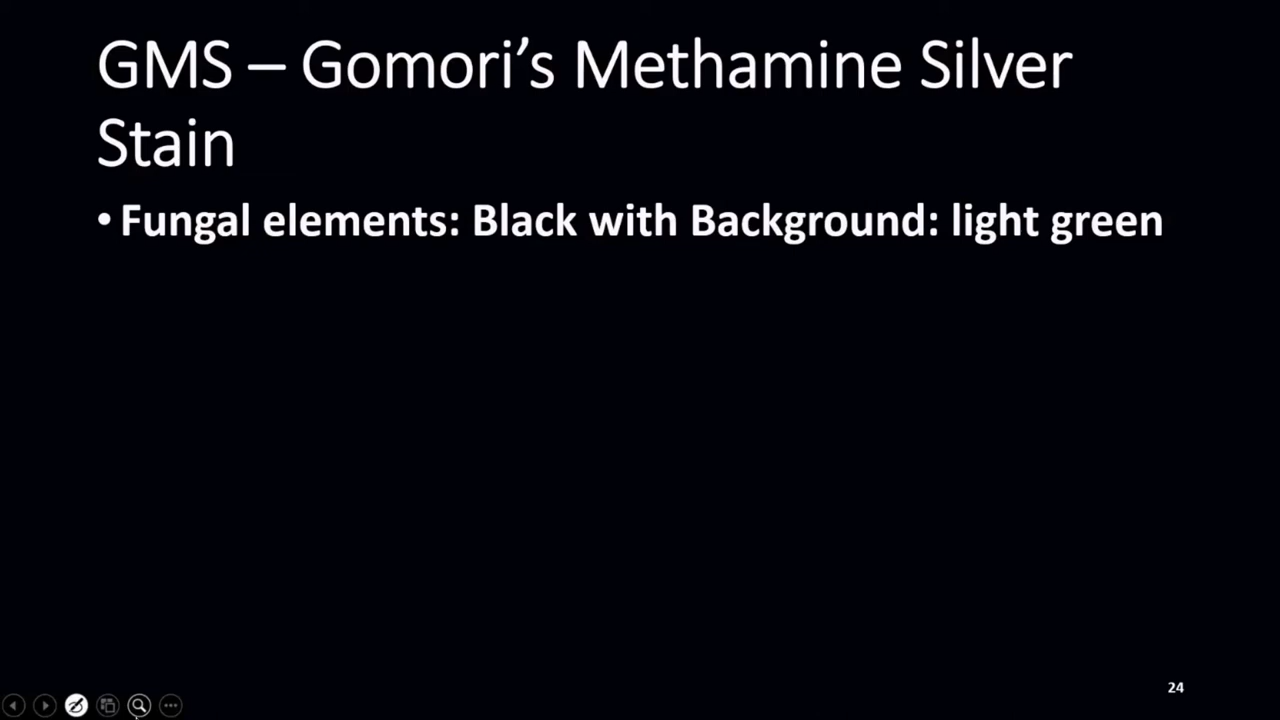 GMS – Gomori’s Methamine Silver
Stain
• Fungal elements: Black with Background: light green
24